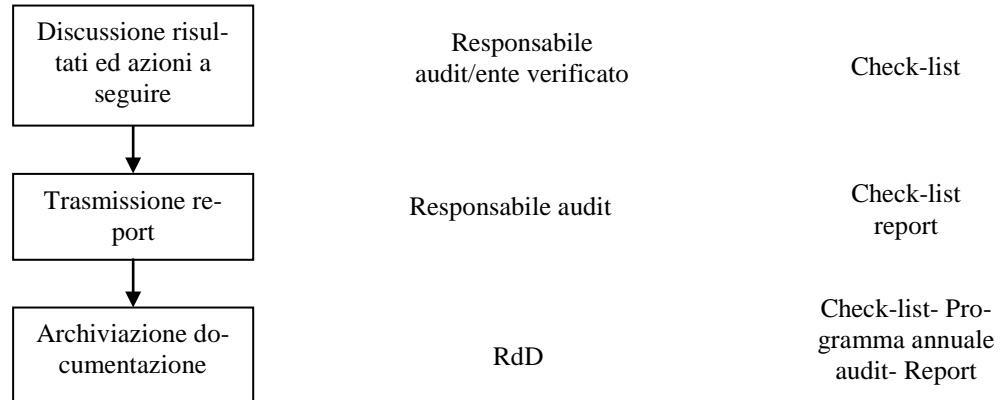 Discussione risul-
tati ed azioni a
seguire
Responsabile
audit/ente verificato
Check-list
Trasmissione re-
port
Responsabile audit
Check-list
report
Archiviazione do-
cumentazione
RdD
Check-list- Pro-
gramma annuale
audit- Report